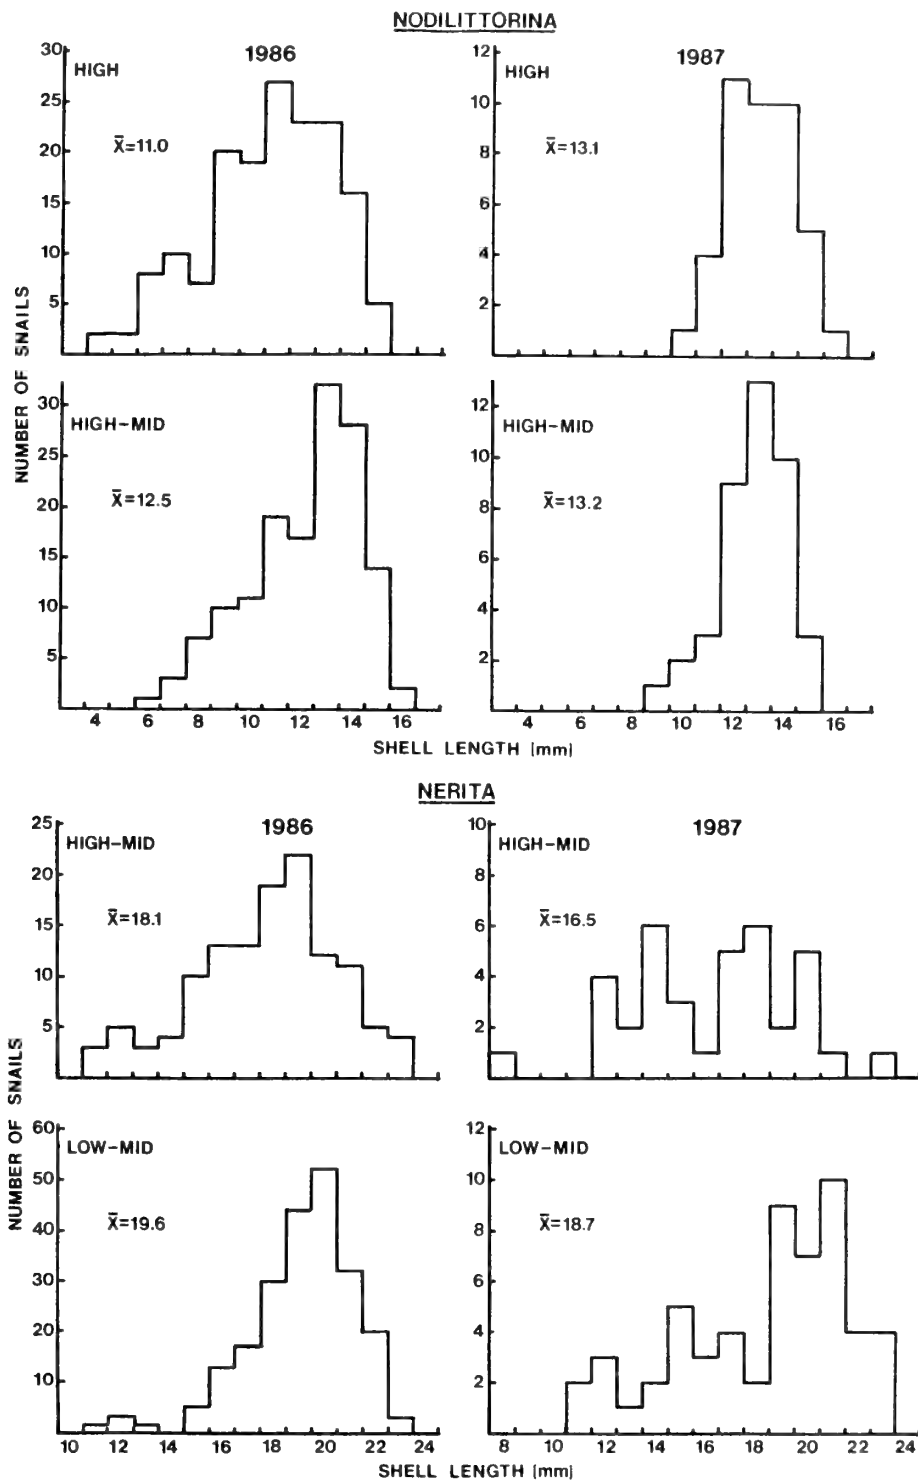 NODILITTORINA
1986
HIGH
X̄=11.0
30
25
20
15
10
5
1987
HIGH
X̄=13.1
12
10
8
6
4
2
NUMBER OF SNAILS
HIGH-MID
X̄=12.5
30
25
20
15
10
5
4 6 8 10 12 14 16
HIGH-MID
X̄=13.2
12
10
8
6
4
2
4 6 8 10 12 14 16
SHELL LENGTH (mm)
NERITA
1986
HIGH-MID
X̄=18.1
25
20
15
10
5
1987
HIGH-MID
X̄=16.5
10
8
6
4
2
NUMBER OF SNAILS
LOW-MID
X̄=19.6
60
50
40
30
20
10
10 12 14 16 18 20 22 24
LOW-MID
X̄=18.7
12
10
8
6
4
2
8 10 12 14 16 18 20 22 24
SHELL LENGTH (mm)